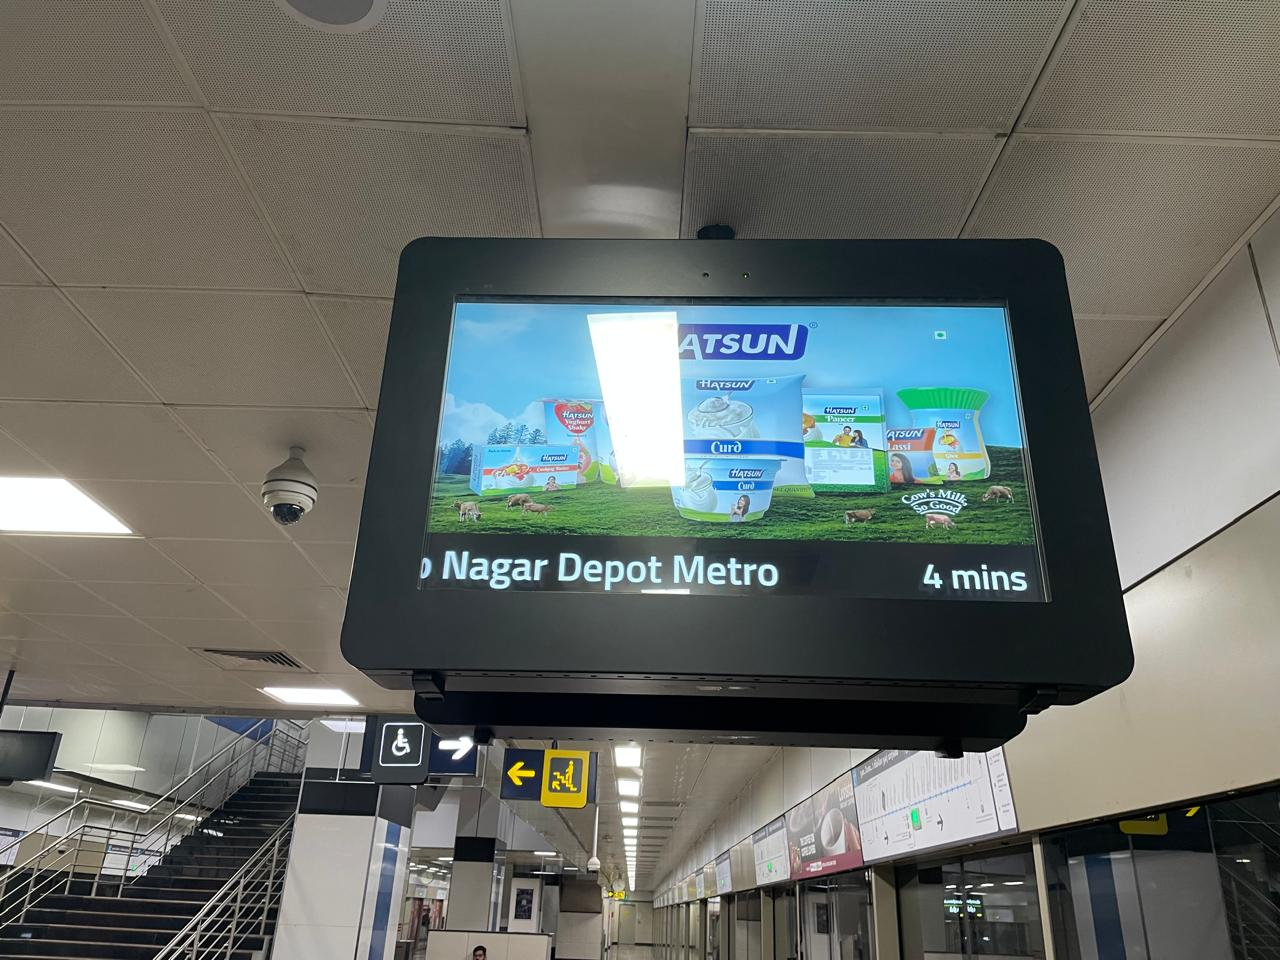 HATSUN
HATSUN
Curd
HATSUN
Curd
HATSUN
Yoghurt
Shake
HATSUN
Cooking Butter
HATSUN
Paneer
HATSUN
Lassi
HATSUN
Ghee
Cow's Milk
So Good
o Nagar Depot Metro
4 mins